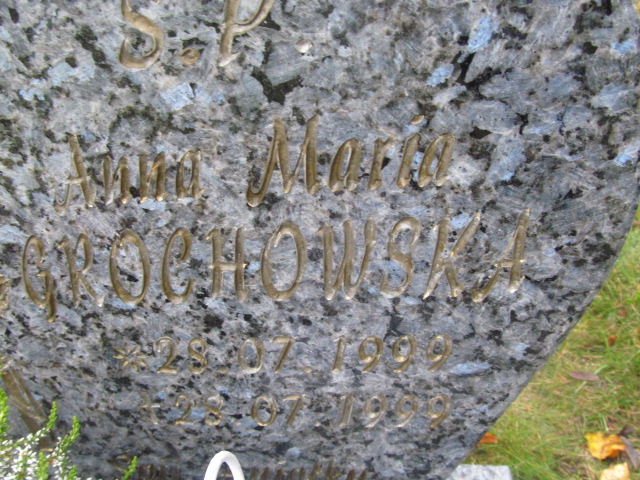 Ś P
Anna Maria
GROCHOWSKA
* 28.07.1999
+ 28.07.1999